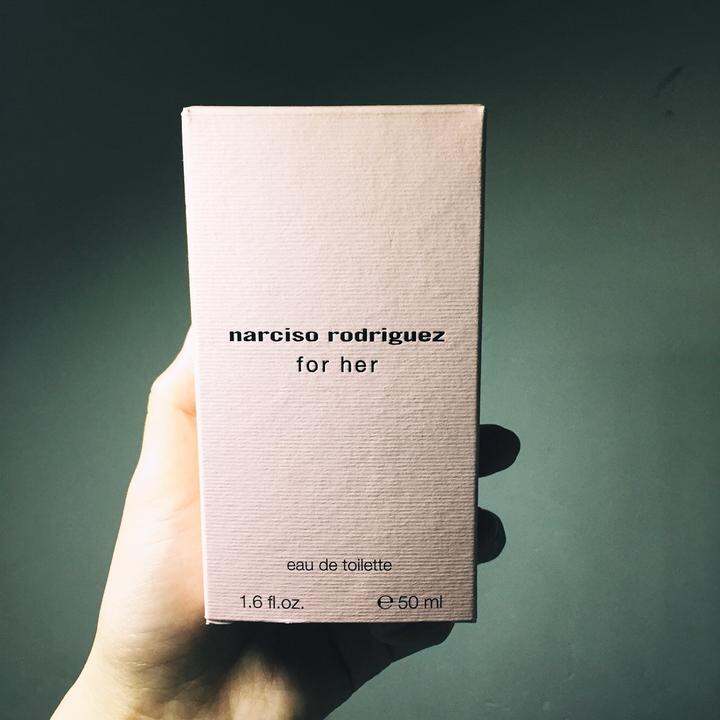 narciso rodriguez
for her
eau de toilette
1.6 fl.oz. ℮ 50 ml